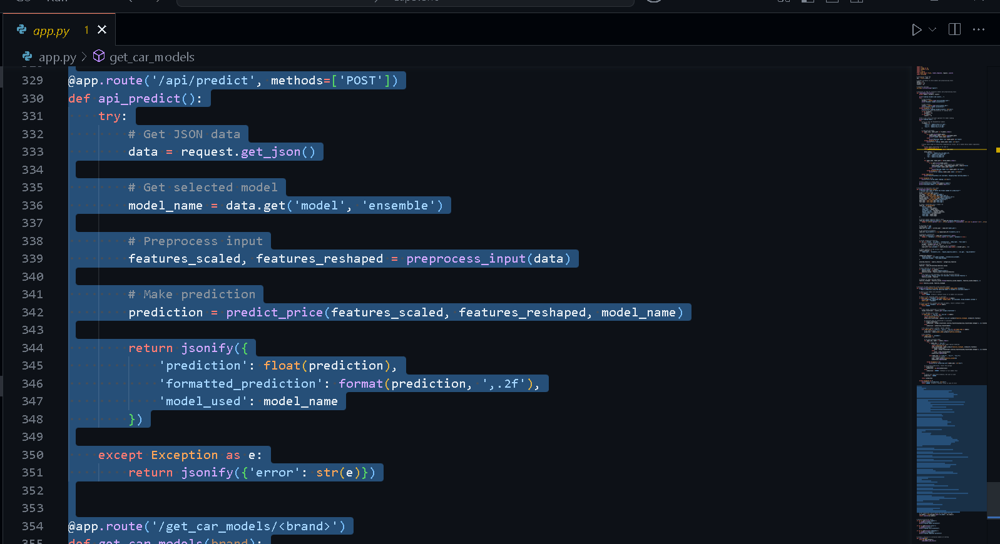 app.py 1
app.py > get_car_models
329 @app.route('/api/predict', methods=['POST'])
330 def api_predict():
331 try:
332 # Get JSON data
333 data = request.get_json()
334
335 # Get selected model
336 model_name = data.get('model', 'ensemble')
337
338 # Preprocess input
339 features_scaled, features_reshaped = preprocess_input(data)
340
341 # Make prediction
342 prediction = predict_price(features_scaled, features_reshaped, model_name)
343
344 return jsonify({
345 'prediction': float(prediction),
346 'formatted_prediction': format(prediction, ',.2f'),
347 'model_used': model_name
348 })
349
350 except Exception as e:
351 return jsonify({'error': str(e)})
352
353
354 @app.route('/get_car_models/<brand>')
355 def get_car_models(brand):